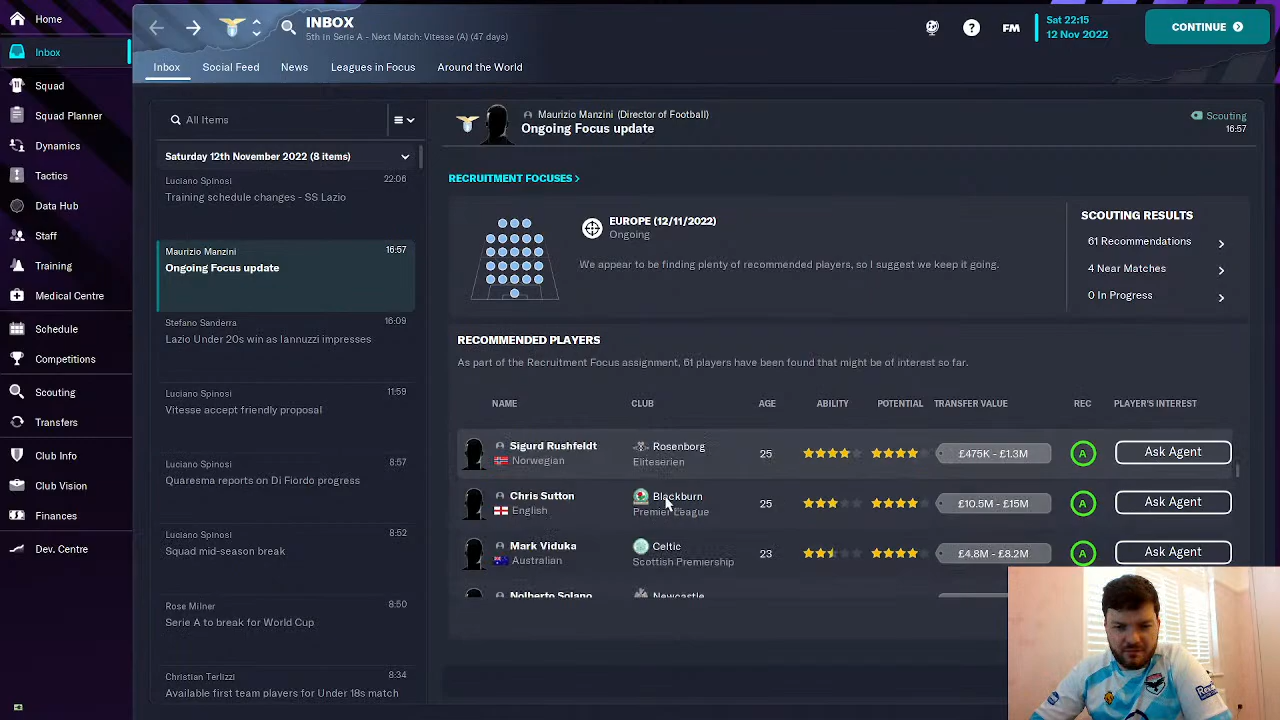 Home
Inbox
Squad
Squad Planner
Dynamics
Tactics
Data Hub
Staff
Training
Medical Centre
Schedule
Competitions
Scouting
Transfers
Club Info
Club Vision
Finances
Dev. Centre
INBOX
5th in Serie A - Next Match: Vitesse (A) (47 days)
FM
Sat 22:15
12 Nov 2022
CONTINUE
Inbox Social Feed News Leagues in Focus Around the World
All Items
Saturday 12th November 2022 (8 items)
Luciano Spinosi 22:06
Training schedule changes - SS Lazio
Maurizio Manzini 16:57
Ongoing Focus update
Stefano Sanderra 16:09
Lazio Under 20s win as Iannuzzi impresses
Luciano Spinosi 11:59
Vitesse accept friendly proposal
Luciano Spinosi 8:57
Quaresma reports on Di Fiordo progress
Luciano Spinosi 8:52
Squad mid-season break
Rose Milner 8:50
Serie A to break for World Cup
Christian Terlizzi 8:34
Available first team players for Under 18s match
Maurizio Manzini (Director of Football)
Ongoing Focus update
Scouting
16:57
RECRUITMENT FOCUSES >
EUROPE (12/11/2022)
Ongoing
We appear to be finding plenty of recommended players, so I suggest we keep it going.
SCOUTING RESULTS
61 Recommendations
4 Near Matches
0 In Progress
RECOMMENDED PLAYERS
As part of the Recruitment Focus assignment, 61 players have been found that might be of interest so far.
NAME CLUB AGE ABILITY POTENTIAL TRANSFER VALUE REC PLAYER'S INTEREST
Sigurd Rushfeldt Rosenborg 25 £475K - £1.3M A Ask Agent
Norwegian Eliteserien
Chris Sutton Blackburn 25 £10.5M - £15M A Ask Agent
English Premier League
Mark Viduka Celtic 23 £4.8M - £8.2M A Ask Agent
Australian Scottish Premiership
Nolberto Solano Newcastle